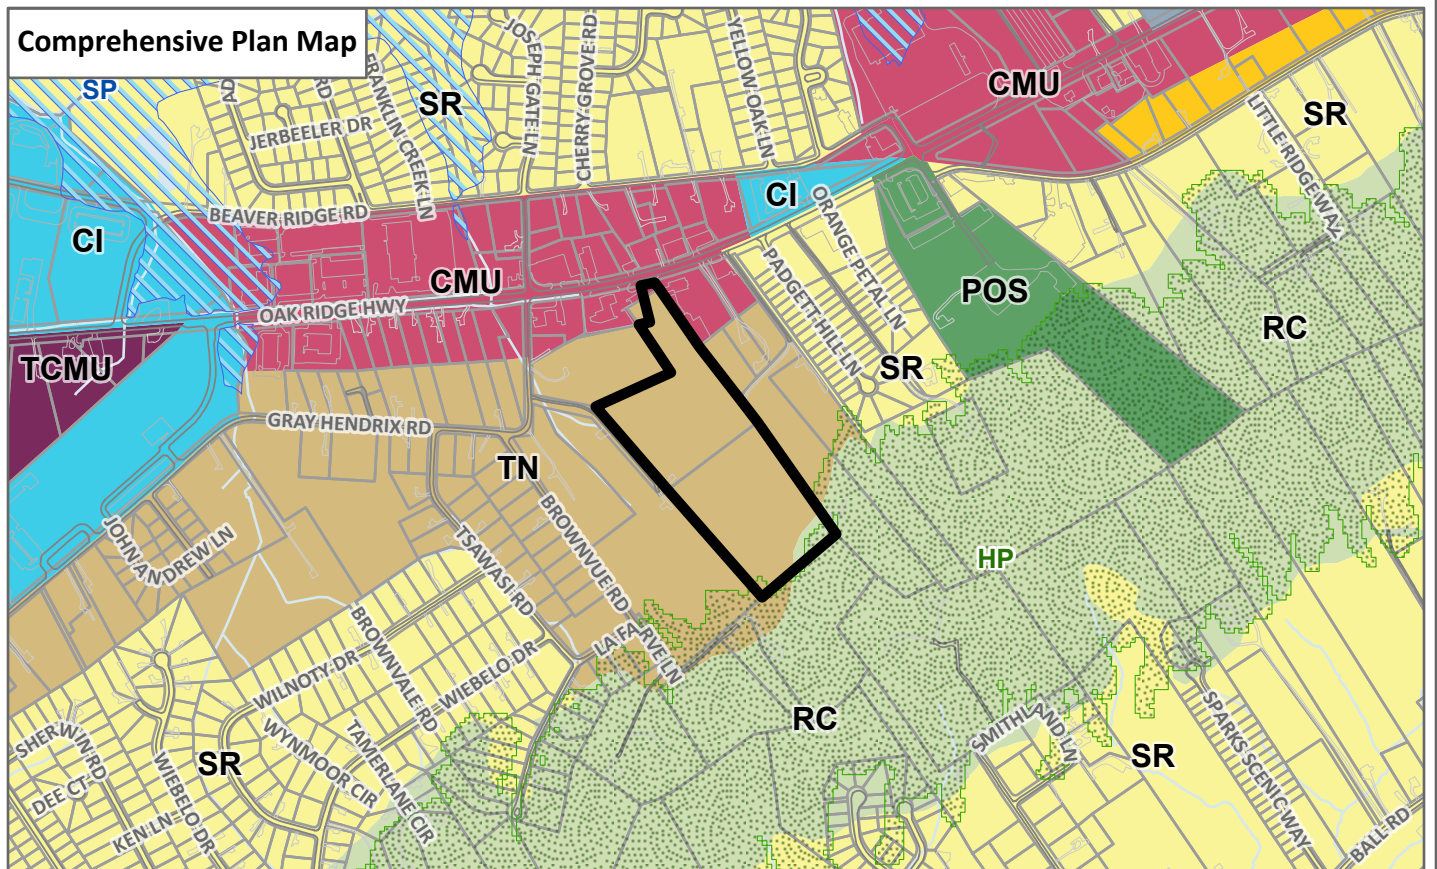 Comprehensive Plan Map
SP
AD
RD
JERBEELER DR
FRANKLIN CREEK LN
SR
JOSEPH GATE LN
CHERRY GROVE RD
YELLOW OAK LN
CMU
SR
LITTLE RIDGE WAY
CI
BEAVER RIDGE RD
CI
ORANGE PETAL LN
CMU
OAK RIDGE HWY
PADGETT HILL LN
POS
RC
TCMU
SR
GRAY HENDRIX RD
TN
BROWNVUE RD
JOHN ANDREW LN
TSAWASI RD
HP
LA FARVE LN
BROWNVALE RD
WILNOTY DR
WIEBELO DR
RC
SMITHLAND LN
SPARKS SCENIC WAY
SHERWIN RD
SR
WYNMOOR CIR
TAMERLANE CIR
SR
DEE CT
WIEBELO DR
KEN LN
BALL RD